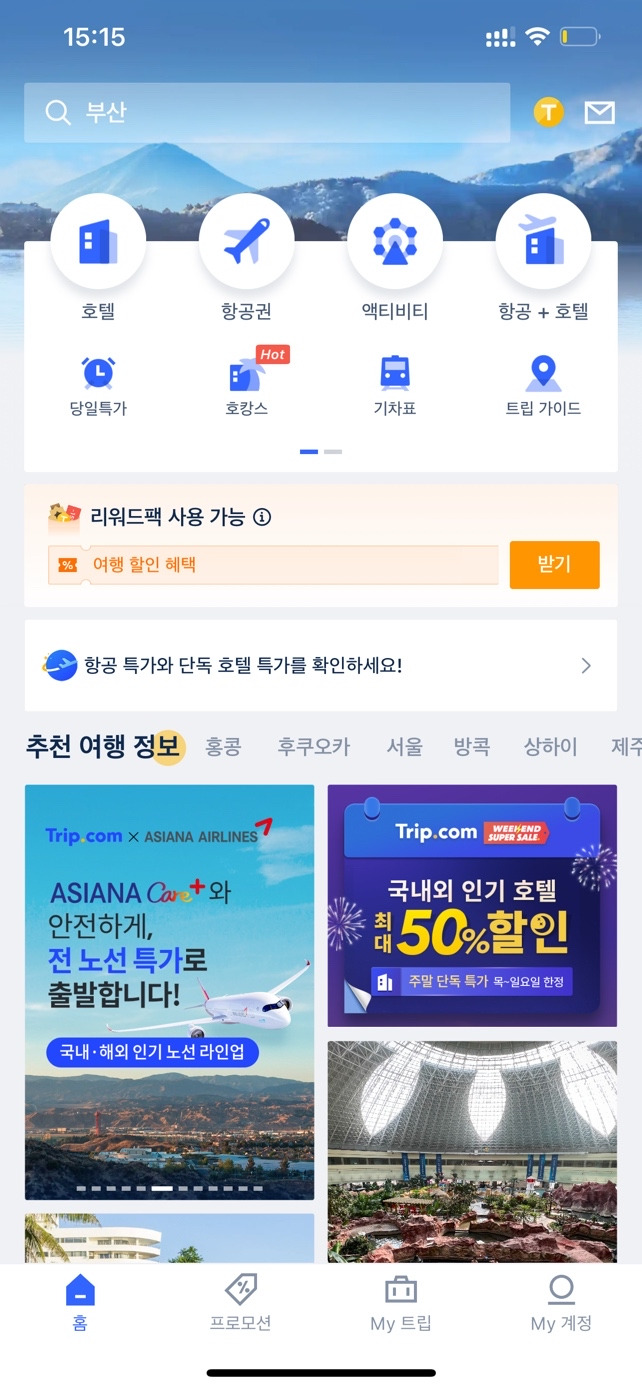 15:15
부산
T
호텔
항공권
액티비티
항공 + 호텔
Hot
당일특가
호캉스
기차표
트립 가이드
리워드팩 사용 가능
% 여행 할인 혜택
받기
항공 특가와 단독 호텔 특가를 확인하세요!
추천 여행 정보
홍콩
후쿠오카
서울
방콕
상하이
제주
Trip.com × ASIANA AIRLINES
ASIANA Care+와
안전하게,
전 노선 특가로
출발합니다!
국내·해외 인기 노선 라인업
Trip.com
WEEKEND
SUPER SALE
국내외 인기 호텔
최대 50%할인
주말 단독 특가 목~일요일 한정
홈
프로모션
My 트립
My 계정